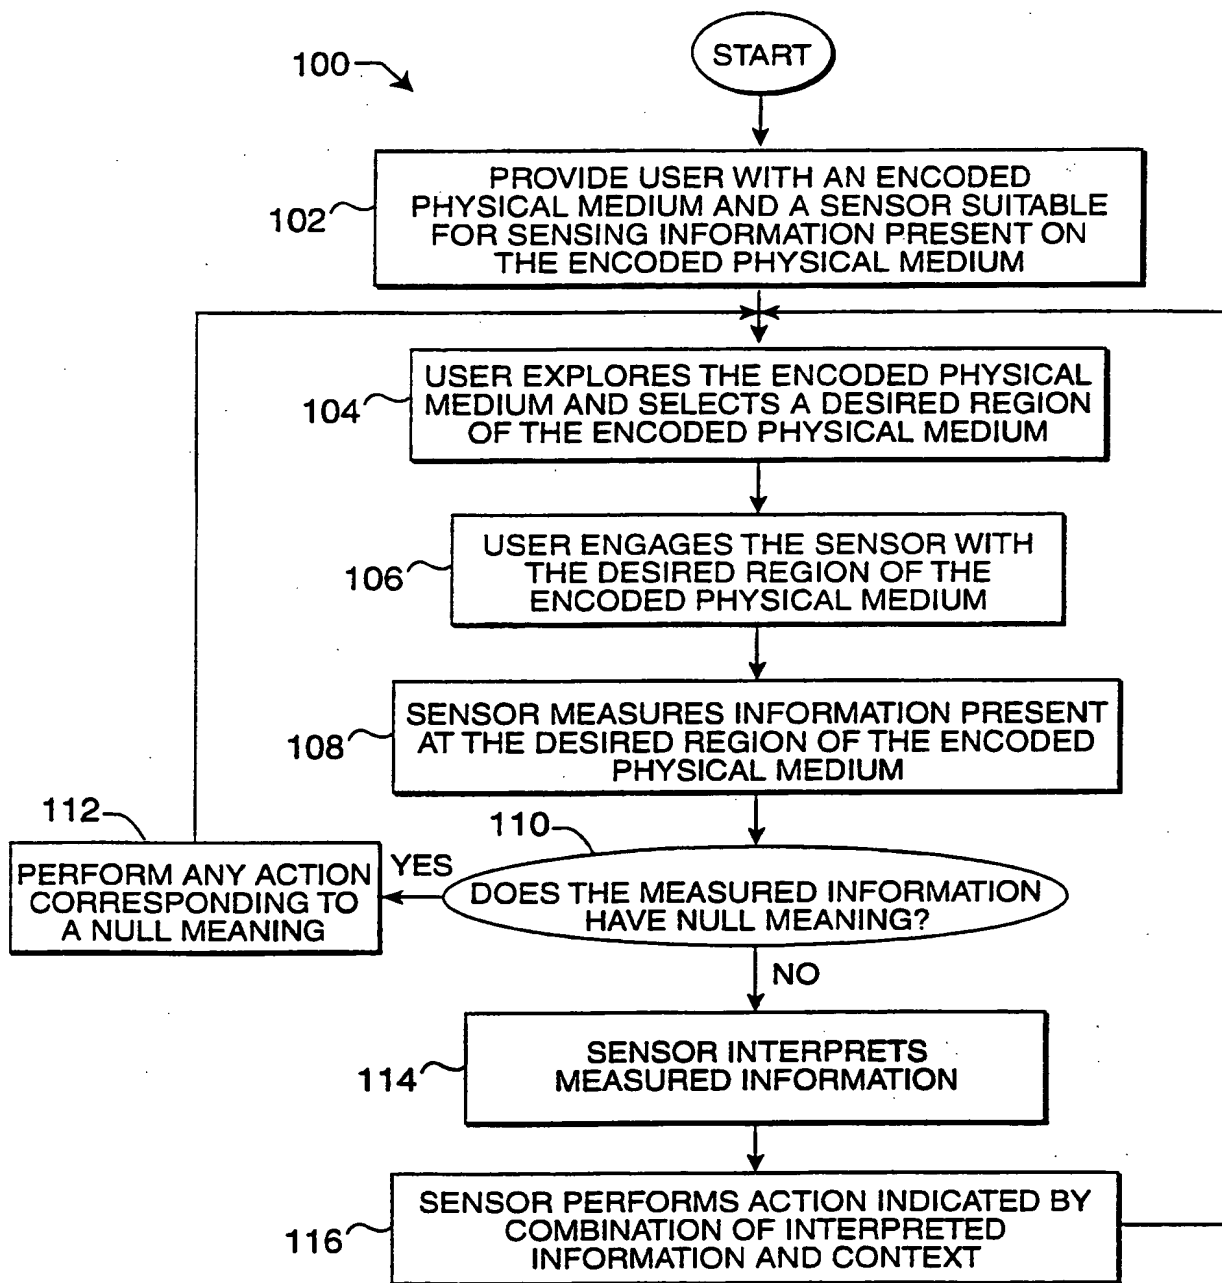 START
100
PROVIDE USER WITH AN ENCODED
PHYSICAL MEDIUM AND A SENSOR SUITABLE
FOR SENSING INFORMATION PRESENT ON
THE ENCODED PHYSICAL MEDIUM
102
USER EXPLORES THE ENCODED PHYSICAL
MEDIUM AND SELECTS A DESIRED REGION
OF THE ENCODED PHYSICAL MEDIUM
104
USER ENGAGES THE SENSOR WITH
THE DESIRED REGION OF THE
ENCODED PHYSICAL MEDIUM
106
SENSOR MEASURES INFORMATION PRESENT
AT THE DESIRED REGION OF THE ENCODED
PHYSICAL MEDIUM
108
110
DOES THE MEASURED INFORMATION
HAVE NULL MEANING?
YES
112
PERFORM ANY ACTION
CORRESPONDING TO
A NULL MEANING
NO
SENSOR INTERPRETS
MEASURED INFORMATION
114
SENSOR PERFORMS ACTION INDICATED BY
COMBINATION OF INTERPRETED
INFORMATION AND CONTEXT
116